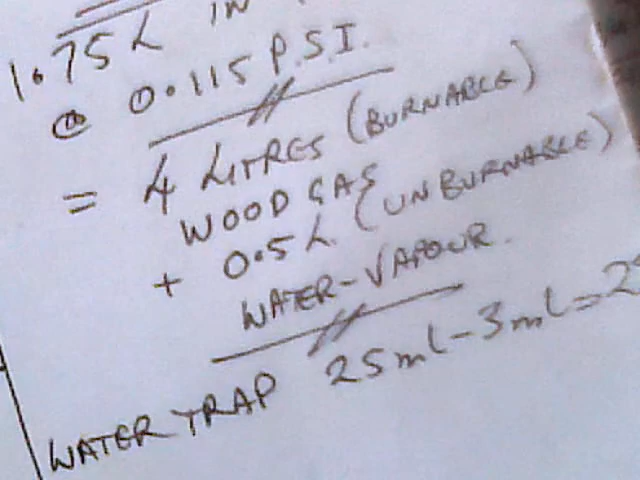 1.75L IN
@ 0.115 P.S.I.
= 4 LITRES (BURNABLE)
WOOD GAS
+ 0.5L (UNBURNABLE)
WATER-VAPOUR.
WATER TRAP 25ml-3ml=2